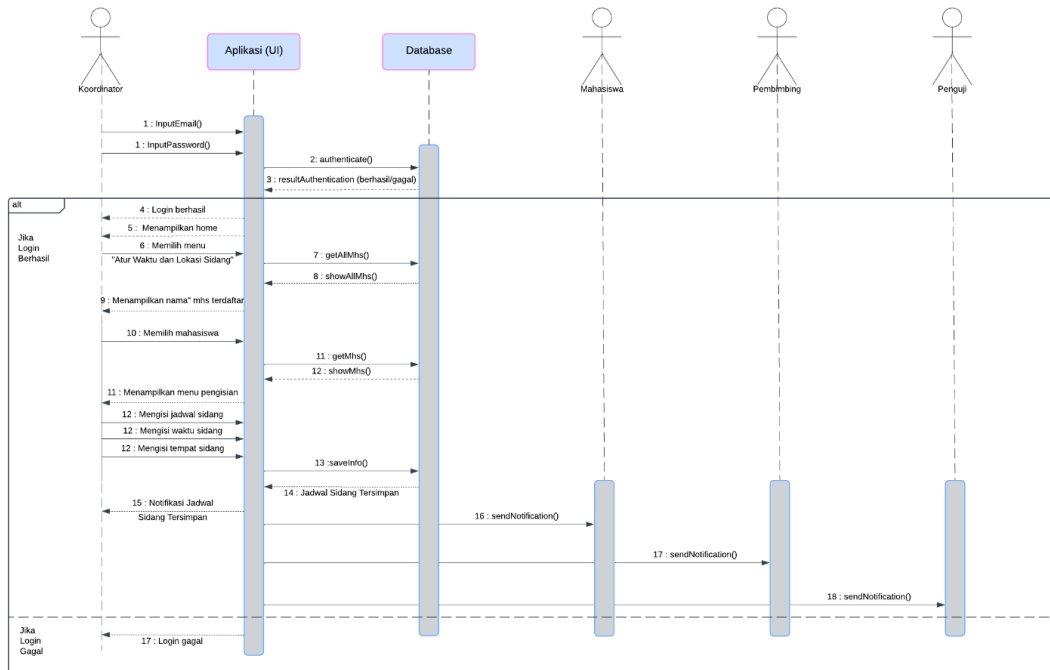 Koordinator
Aplikasi (UI)
Database
Mahasiswa
Pembimbing
Penguji
1 : InputEmail()
1 : InputPassword()
2: authenticate()
3 : resultAuthentication (berhasil/gagal)
alt
Jika
Login
Berhasil
4 : Login berhasil
5 : Menampilkan home
6 : Memilih menu
"Atur Waktu dan Lokasi Sidang"
7 : getAllMhs()
8 : showAllMhs()
9 : Menampilkan nama" mhs terdaftar
10 : Memilih mahasiswa
11 : getMhs()
12 : showMhs()
11 : Menampilkan menu pengisian
12 : Mengisi jadwal sidang
12 : Mengisi waktu sidang
12 : Mengisi tempat sidang
13 :saveInfo()
14 : Jadwal Sidang Tersimpan
15 : Notifikasi Jadwal
Sidang Tersimpan
16 : sendNotification()
17 : sendNotification()
18 : sendNotification()
Jika
Login
Gagal
17 : Login gagal